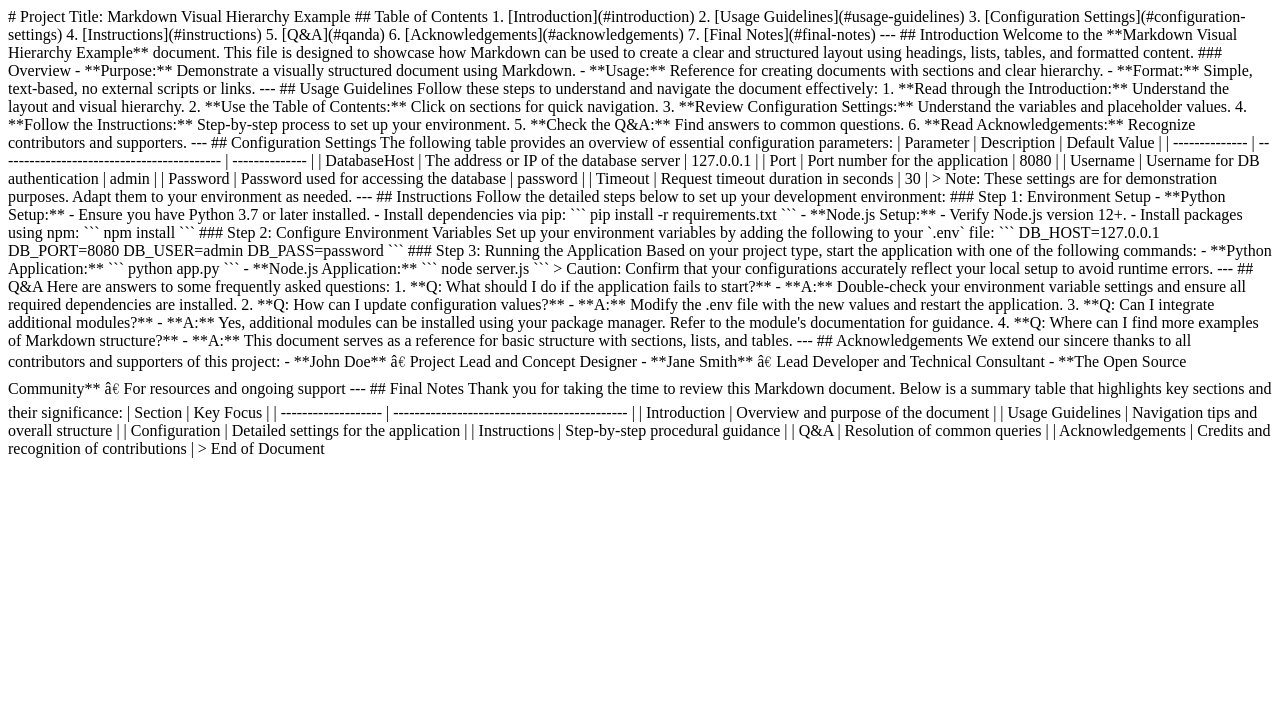 # Project Title: Markdown Visual Hierarchy Example ## Table of Contents 1. [Introduction](#introduction) 2. [Usage Guidelines](#usage-guidelines) 3. [Configuration Settings](#configuration-
settings) 4. [Instructions](#instructions) 5. [Q&A](#qanda) 6. [Acknowledgements](#acknowledgements) 7. [Final Notes](#final-notes) --- ## Introduction Welcome to the **Markdown Visual
Hierarchy Example** document. This file is designed to showcase how Markdown can be used to create a clear and structured layout using headings, lists, tables, and formatted content. ###
Overview - **Purpose:** Demonstrate a visually structured document using Markdown. - **Usage:** Reference for creating documents with sections and clear hierarchy. - **Format:** Simple,
text-based, no external scripts or links. --- ## Usage Guidelines Follow these steps to understand and navigate the document effectively: 1. **Read through the Introduction:** Understand the
layout and visual hierarchy. 2. **Use the Table of Contents:** Click on sections for quick navigation. 3. **Review Configuration Settings:** Understand the variables and placeholder values. 4.
**Follow the Instructions:** Step-by-step process to set up your environment. 5. **Check the Q&A:** Find answers to common questions. 6. **Read Acknowledgements:** Recognize
contributors and supporters. --- ## Configuration Settings The following table provides an overview of essential configuration parameters: | Parameter | Description | Default Value | | -------------- | --
---------------------------------------- | -------------- | | DatabaseHost | The address or IP of the database server | 127.0.0.1 | | Port | Port number for the application | 8080 | | Username | Username for DB
authentication | admin | | Password | Password used for accessing the database | password | | Timeout | Request timeout duration in seconds | 30 | > Note: These settings are for demonstration
purposes. Adapt them to your environment as needed. --- ## Instructions Follow the detailed steps below to set up your development environment: ### Step 1: Environment Setup - **Python
Setup:** - Ensure you have Python 3.7 or later installed. - Install dependencies via pip: ``` pip install -r requirements.txt ``` - **Node.js Setup:** - Verify Node.js version 12+. - Install packages
using npm: ``` npm install ``` ### Step 2: Configure Environment Variables Set up your environment variables by adding the following to your `.env` file: ``` DB_HOST=127.0.0.1
DB_PORT=8080 DB_USER=admin DB_PASS=password ``` ### Step 3: Running the Application Based on your project type, start the application with one of the following commands: - **Python
Application:** ``` python app.py ``` - **Node.js Application:** ``` node server.js ``` > Caution: Confirm that your configurations accurately reflect your local setup to avoid runtime errors. --- ##
Q&A Here are answers to some frequently asked questions: 1. **Q: What should I do if the application fails to start?** - **A:** Double-check your environment variable settings and ensure all
required dependencies are installed. 2. **Q: How can I update configuration values?** - **A:** Modify the .env file with the new values and restart the application. 3. **Q: Can I integrate
additional modules?** - **A:** Yes, additional modules can be installed using your package manager. Refer to the module's documentation for guidance. 4. **Q: Where can I find more examples
of Markdown structure?** - **A:** This document serves as a reference for basic structure with sections, lists, and tables. --- ## Acknowledgements We extend our sincere thanks to all
contributors and supporters of this project: - **John Doe** â€ Project Lead and Concept Designer - **Jane Smith** â€ Lead Developer and Technical Consultant - **The Open Source
Community** â€ For resources and ongoing support --- ## Final Notes Thank you for taking the time to review this Markdown document. Below is a summary table that highlights key sections and
their significance: | Section | Key Focus | | ------------------- | -------------------------------------------- | | Introduction | Overview and purpose of the document | | Usage Guidelines | Navigation tips and
overall structure | | Configuration | Detailed settings for the application | | Instructions | Step-by-step procedural guidance | | Q&A | Resolution of common queries | | Acknowledgements | Credits and
recognition of contributions | > End of Document